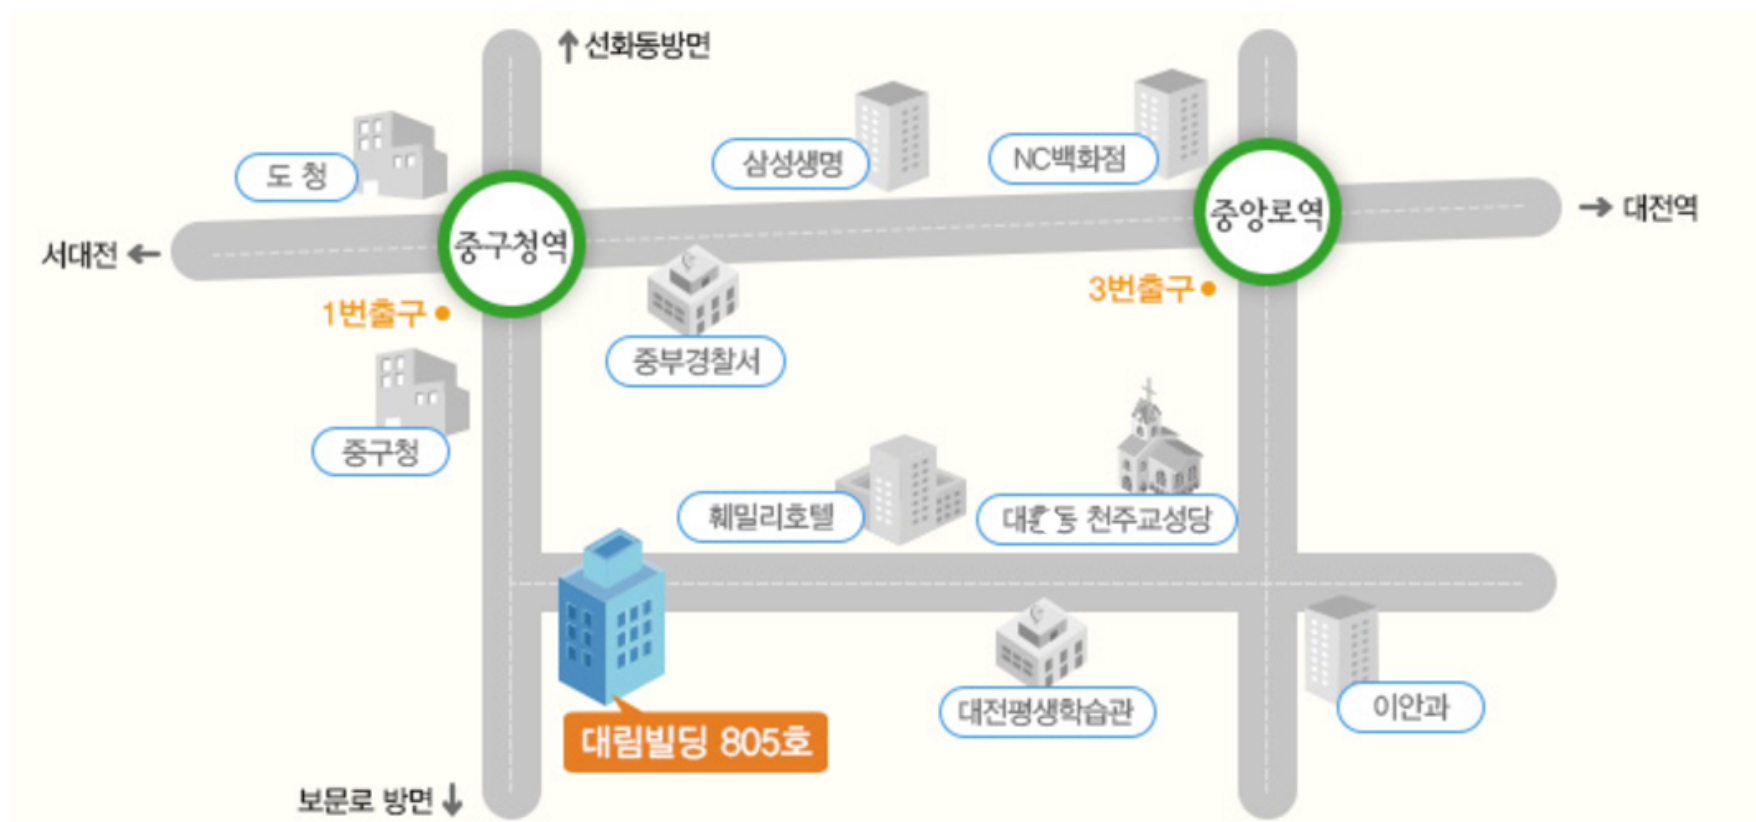 ↑ 선화동방면
도 청
삼성생명
NC백화점
중구청역
중앙로역
→ 대전역
서대전 ←
1번출구
3번출구
중부경찰서
중구청
훼밀리호텔
천주교성당
대림빌딩 805호
대전평생학습관
이안과
보문로 방면 ↓